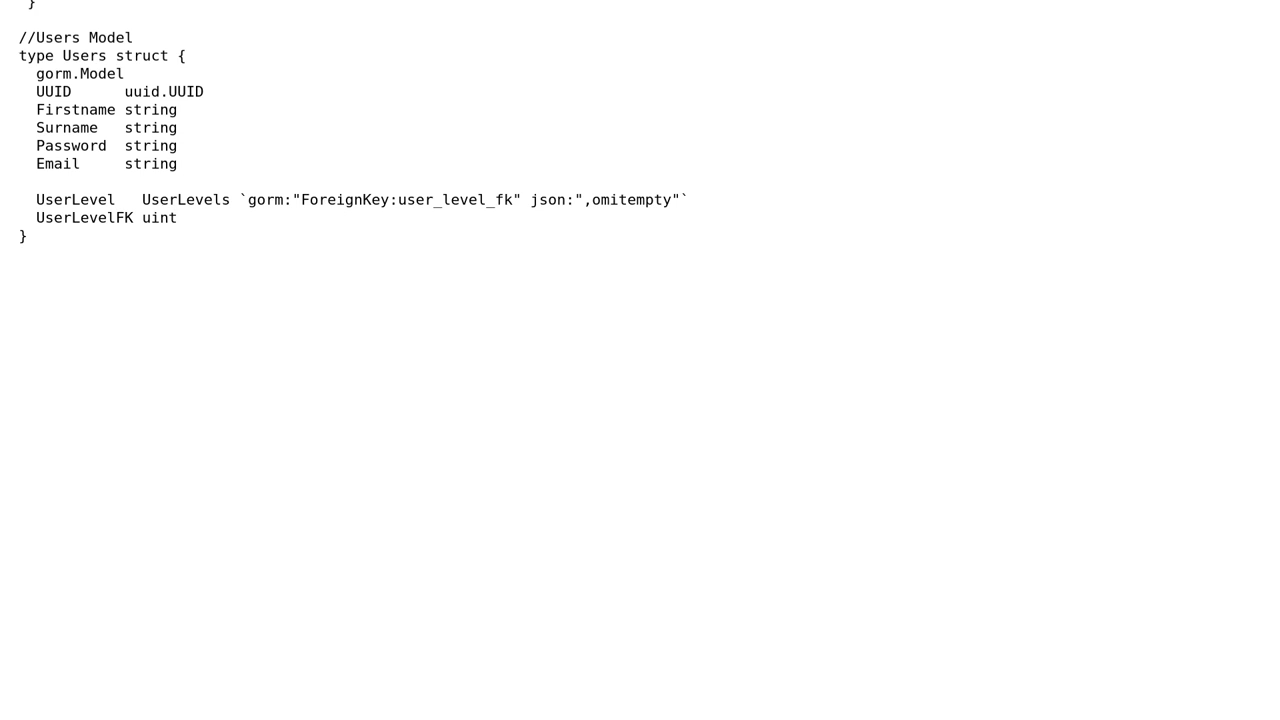 }

//Users Model
type Users struct {
  gorm.Model
  UUID      uuid.UUID
  Firstname string
  Surname   string
  Password  string
  Email     string

  UserLevel   UserLevels `gorm:"ForeignKey:user_level_fk" json:",omitempty"`
  UserLevelFK uint
}